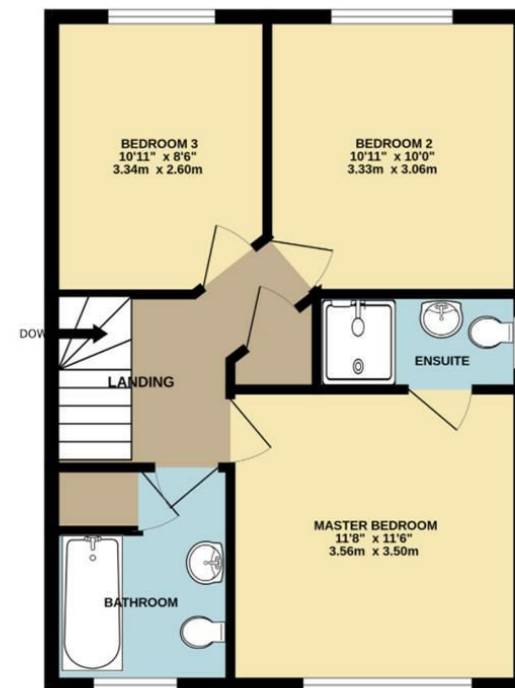 BEDROOM 3
10'11" x 8'6"
3.34m x 2.60m
BEDROOM 2
10'11" x 10'0"
3.33m x 3.06m
DOW
LANDING
ENSUITE
MASTER BEDROOM
11'8" x 11'6"
3.56m x 3.50m
BATHROOM